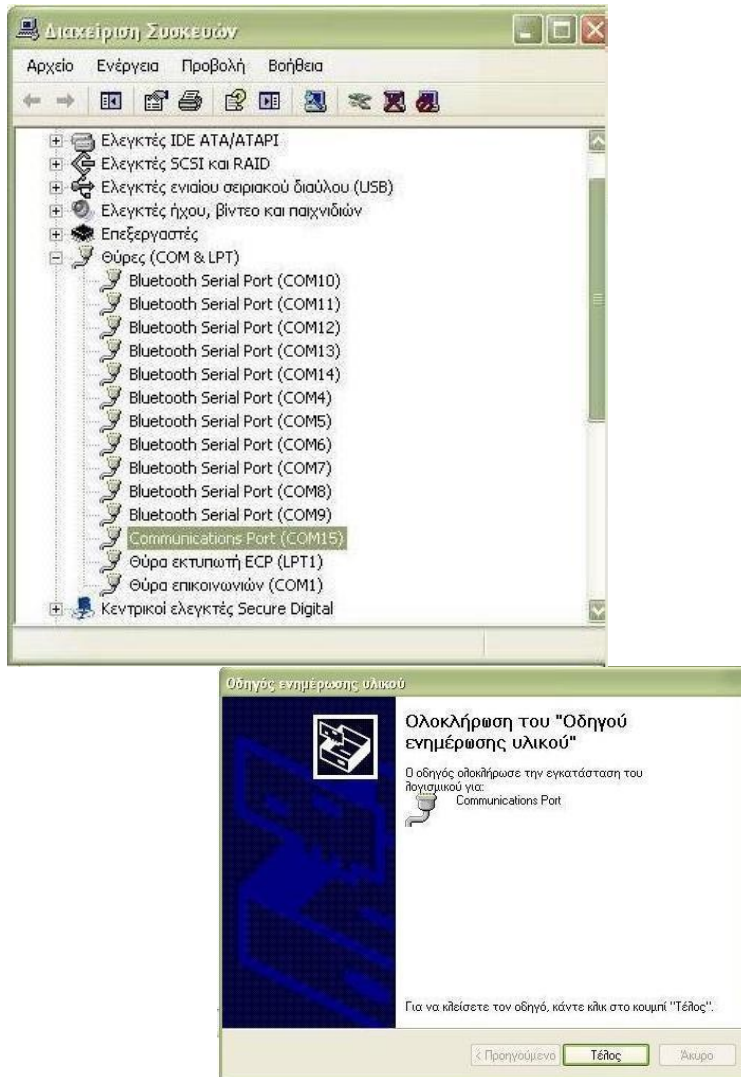 Διαχείριση Συσκευών
Αρχείο Ενέργεια Προβολή Βοήθεια
Ελεγκτές IDE ATA/ATAPI
Ελεγκτές SCSI και RAID
Ελεγκτές ενιαίου σειριακού διαύλου (USB)
Ελεγκτές ήχου, βίντεο και παιχνιδιών
Επεξεργαστές
Θύρες (COM & LPT)
Bluetooth Serial Port (COM10)
Bluetooth Serial Port (COM11)
Bluetooth Serial Port (COM12)
Bluetooth Serial Port (COM13)
Bluetooth Serial Port (COM14)
Bluetooth Serial Port (COM4)
Bluetooth Serial Port (COM5)
Bluetooth Serial Port (COM6)
Bluetooth Serial Port (COM7)
Bluetooth Serial Port (COM8)
Bluetooth Serial Port (COM9)
Communications Port (COM15)
Θύρα εκτυπωτή ECP (LPT1)
Θύρα επικοινωνιών (COM1)
Κεντρικοί ελεγκτές Secure Digital
Οδηγός ενημέρωσης υλικού
Ολοκλήρωση του "Οδηγού
ενημέρωσης υλικού"
Ο οδηγός ολοκλήρωσε την εγκατάσταση του
λογισμικού για:
Communications Port
Για να κλείσετε τον οδηγό, κάντε κλικ στο κουμπί "Τέλος".
< Προηγούμενο Τέλος Άκυρο